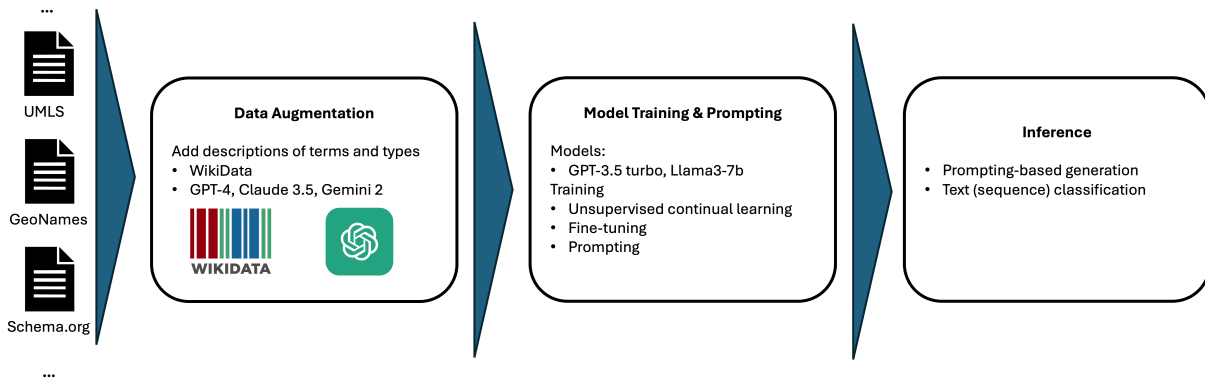 ...
UMLS
GeoNames
Schema.org
...
Data Augmentation
Add descriptions of terms and types
• WikiData
• GPT-4, Claude 3.5, Gemini 2
WIKIDATA
Model Training & Prompting
Models:
• GPT-3.5 turbo, Llama3-7b
Training
• Unsupervised continual learning
• Fine-tuning
• Prompting
Inference
• Prompting-based generation
• Text (sequence) classification